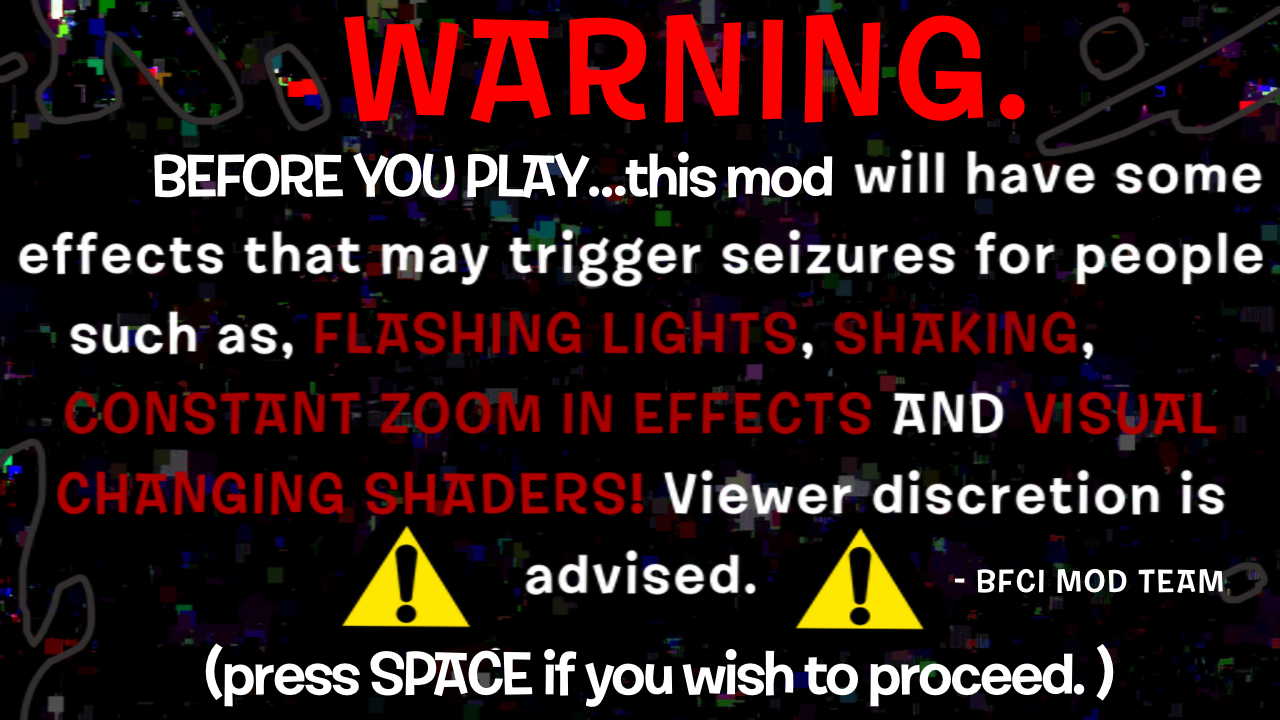 WARNING.
BEFORE YOU PLAY...this mod will have some
effects that may trigger seizures for people
such as, FLASHING LIGHTS, SHAKING,
CONSTANT ZOOM IN EFFECTS AND VISUAL
CHANGING SHADERS! Viewer discretion is
advised. - BFCI MOD TEAM
(press SPACE if you wish to proceed. )